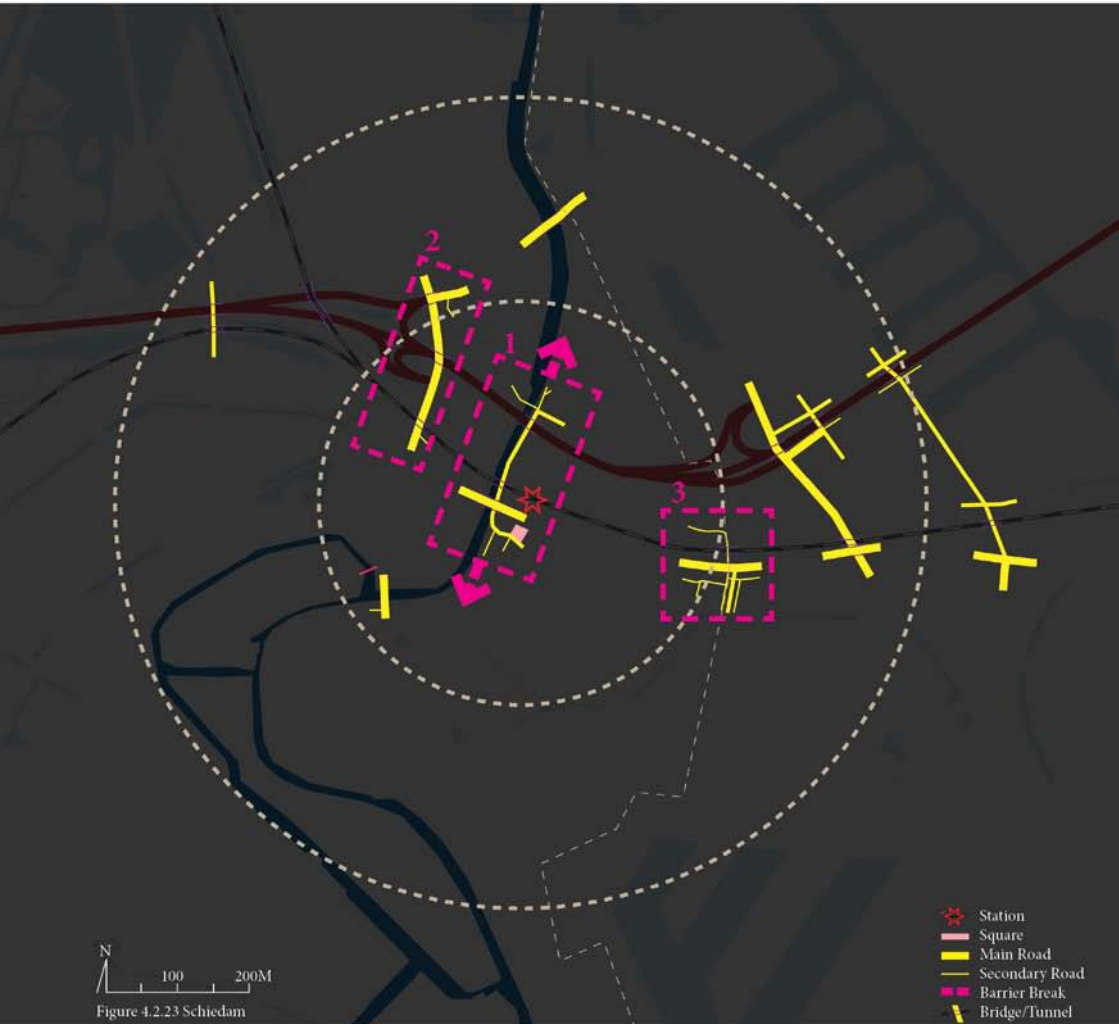 2
1
3
N
100 200M
Figure 4.2.23 Schiedam
Station
Square
Main Road
Secondary Road
Barrier Break
Bridge/Tunnel